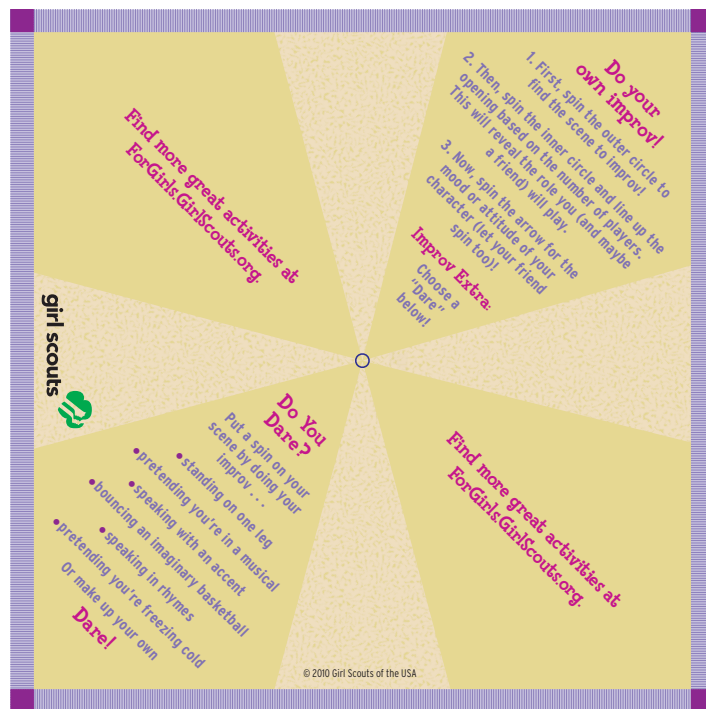 Do your
own improv!
1. First, spin the outer circle to
find the scene to improv!
2. Then, spin the inner circle and line up the
opening based on the number of players.
This will reveal the role you (and maybe
a friend) will play.
3. Now, spin the arrow for the
mood or attitude of your
character (let your friend
spin too)!
Improv Extra:
Choose a
“Dare”
below!
Find more great activities at
ForGirls.GirlScouts.org.
girl scouts
Do You
Dare?
Put a spin on your
scene by doing your
improv . . .
•standing on one leg
•pretending you’re in a musical
•speaking with an accent
•bouncing an imaginary basketball
•speaking in rhymes
•pretending you’re freezing cold
Or make up your own
Dare!
Find more great activities at
ForGirls.GirlScouts.org.
© 2010 Girl Scouts of the USA